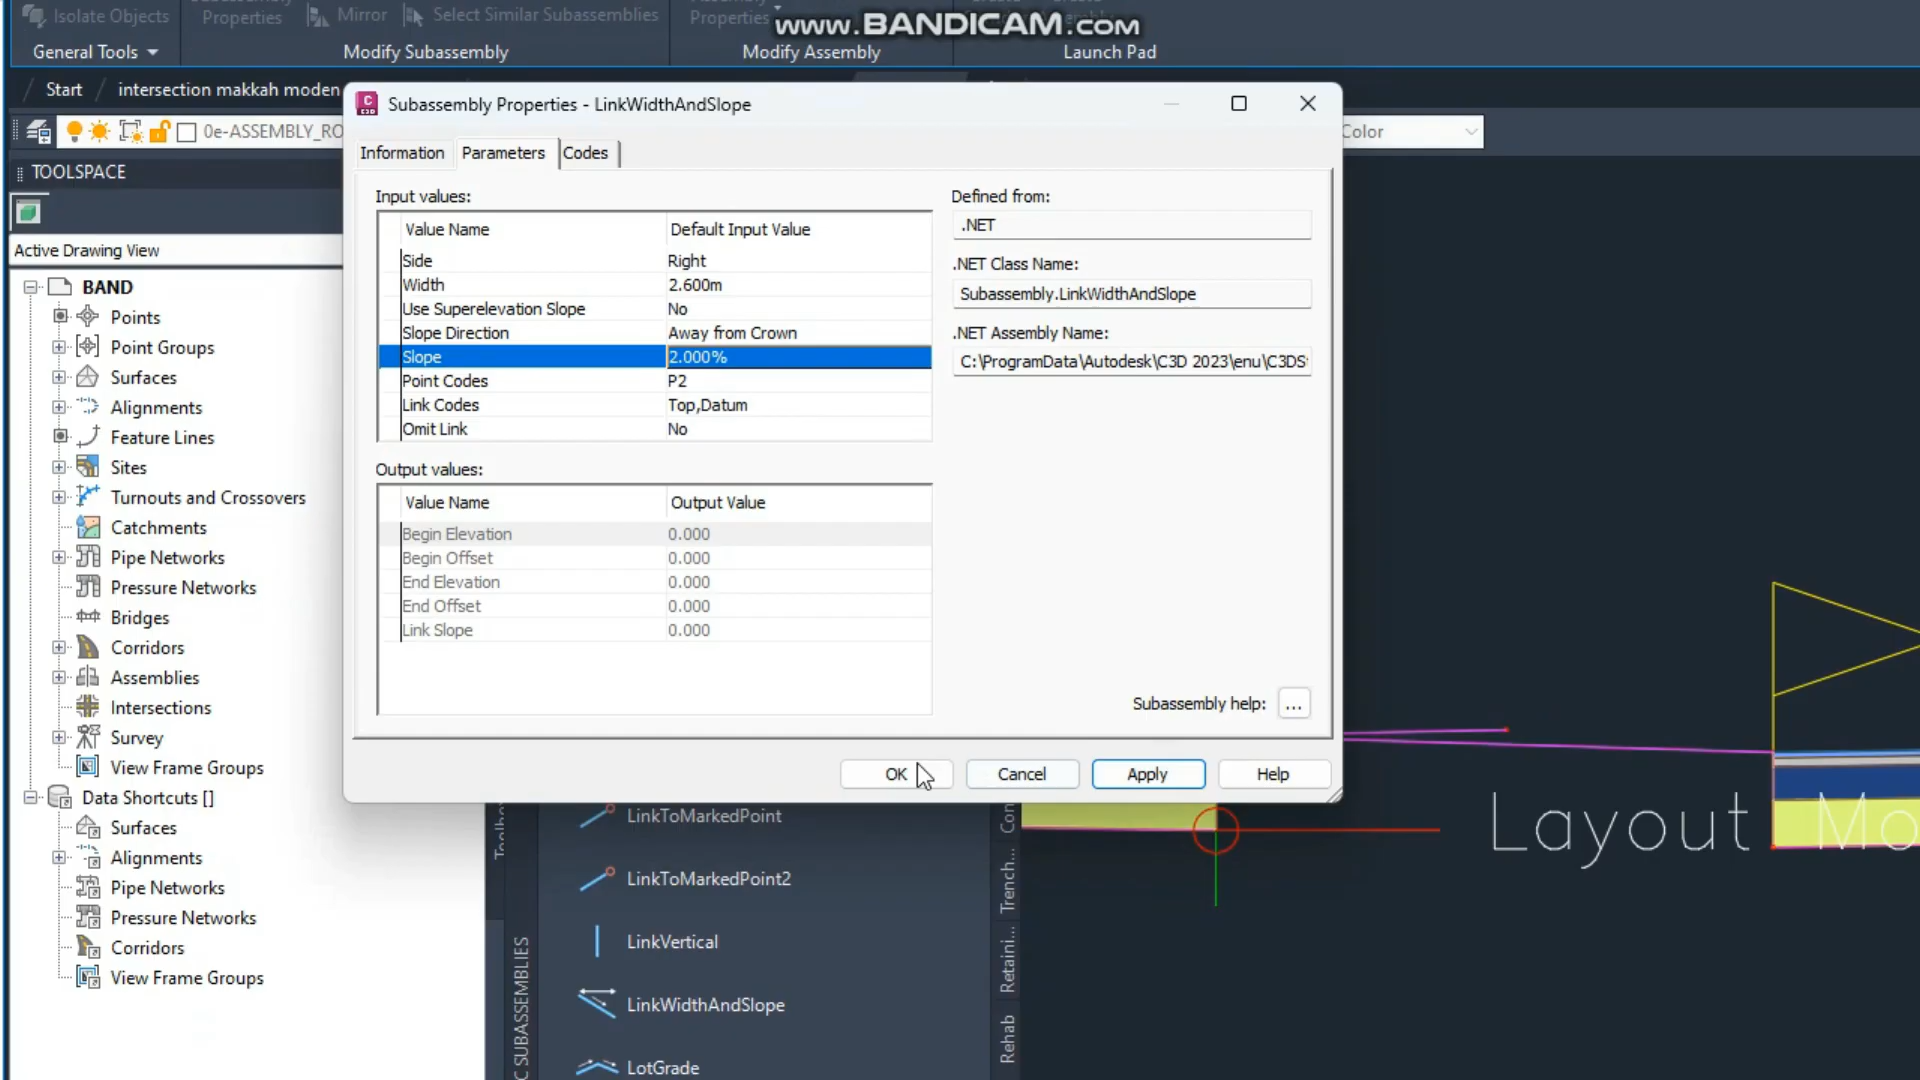 www.BANDICAM.com
Isolate Objects
Properties
Mirror
Select Similar Subassemblies
Properties
General Tools
Modify Subassembly
Modify Assembly
Launch Pad
Start
intersection makkah moden
0e-ASSEMBLY_RO
Color
TOOLSPACE
Active Drawing View
BAND
Points
Point Groups
Surfaces
Alignments
Feature Lines
Sites
Turnouts and Crossovers
Catchments
Pipe Networks
Pressure Networks
Bridges
Corridors
Assemblies
Intersections
Survey
View Frame Groups
Data Shortcuts []
Surfaces
Alignments
Pipe Networks
Pressure Networks
Corridors
View Frame Groups
Subassembly Properties - LinkWidthAndSlope
Information
Parameters
Codes
Input values:
Value Name Default Input Value
Side Right
Width 2.600m
Use Superelevation Slope No
Slope Direction Away from Crown
Slope 2.000%
Point Codes P2
Link Codes Top,Datum
Omit Link No
Output values:
Value Name Output Value
Begin Elevation 0.000
Begin Offset 0.000
End Elevation 0.000
End Offset 0.000
Link Slope 0.000
Defined from:
.NET
.NET Class Name:
Subassembly.LinkWidthAndSlope
.NET Assembly Name:
C:\ProgramData\Autodesk\C3D 2023\enu\C3DS
Subassembly help:
...
OK
Cancel
Apply
Help
LinkToMarkedPoint
LinkToMarkedPoint2
LinkVertical
LinkWidthAndSlope
LotGrade
Toolbo
C SUBASSEMBLIES
Con
Trench...
Retaini...
Rehab
Layout Mo